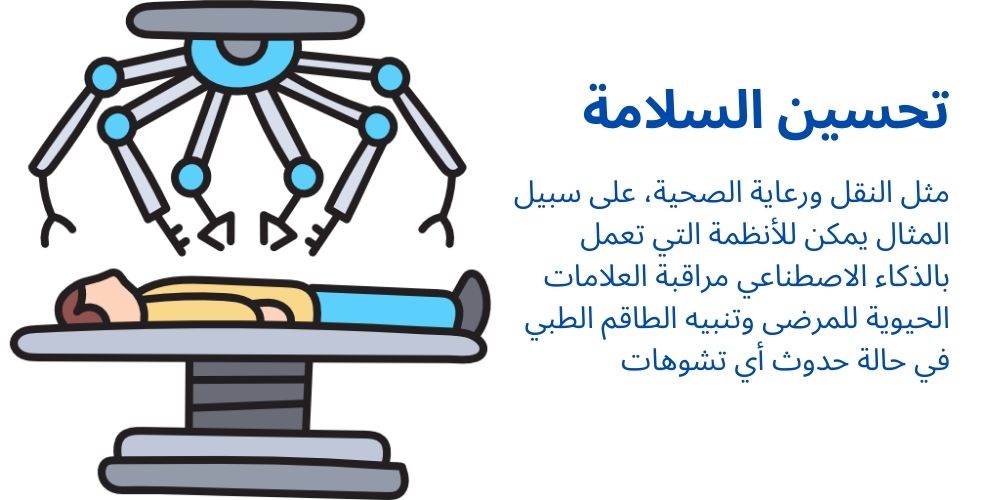 تحسين السلامة
مثل النقل ورعاية الصحية، على سبيل
المثال يمكن للأنظمة التي تعمل
بالذكاء الاصطناعي مراقبة العلامات
الحيوية للمرضى وتنبيه الطاقم الطبي
في حالة حدوث أي تشوهات